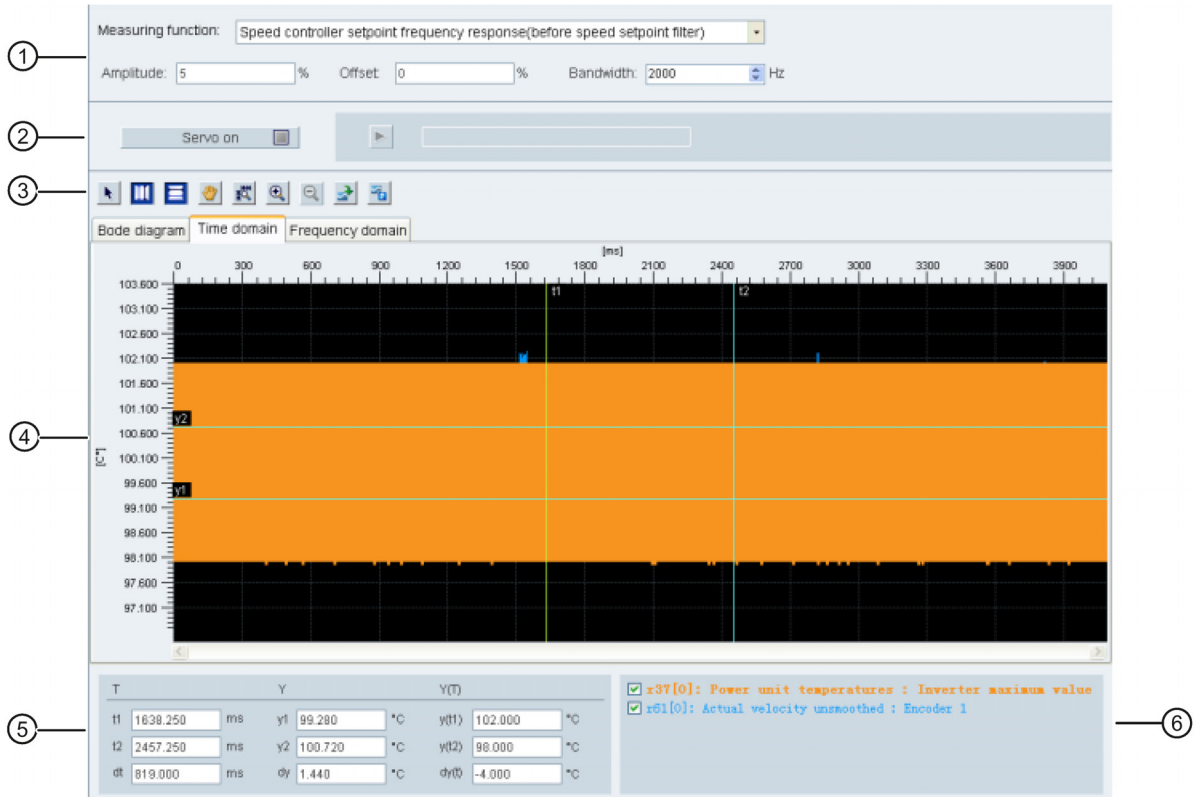 Measuring function: Speed controller setpoint frequency response(before speed setpoint filter)
1
Amplitude: 5 % Offset: 0 % Bandwidth: 2000 Hz
2 Servo on
3
Bode diagram Time domain Frequency domain
[ms]
0 300 600 900 1200 1500 1800 2100 2400 2700 3000 3300 3600 3900
103.600 t1 t2
103.100
102.600
102.100
101.600
101.100
y2
4 100.600
[C°]
100.100
99.600
y1
99.100
98.600
98.100
97.600
97.100
T Y Y(T)
t1 1638.250 ms y1 99.280 °C y(t1) 102.000 °C
t2 2457.250 ms y2 100.720 °C y(t2) 98.000 °C
dt 819.000 ms dy 1.440 °C dy(t) -4.000 °C
5
r37[0]: Power unit temperatures : Inverter maximum value
r61[0]: Actual velocity unsmoothed : Encoder 1
6